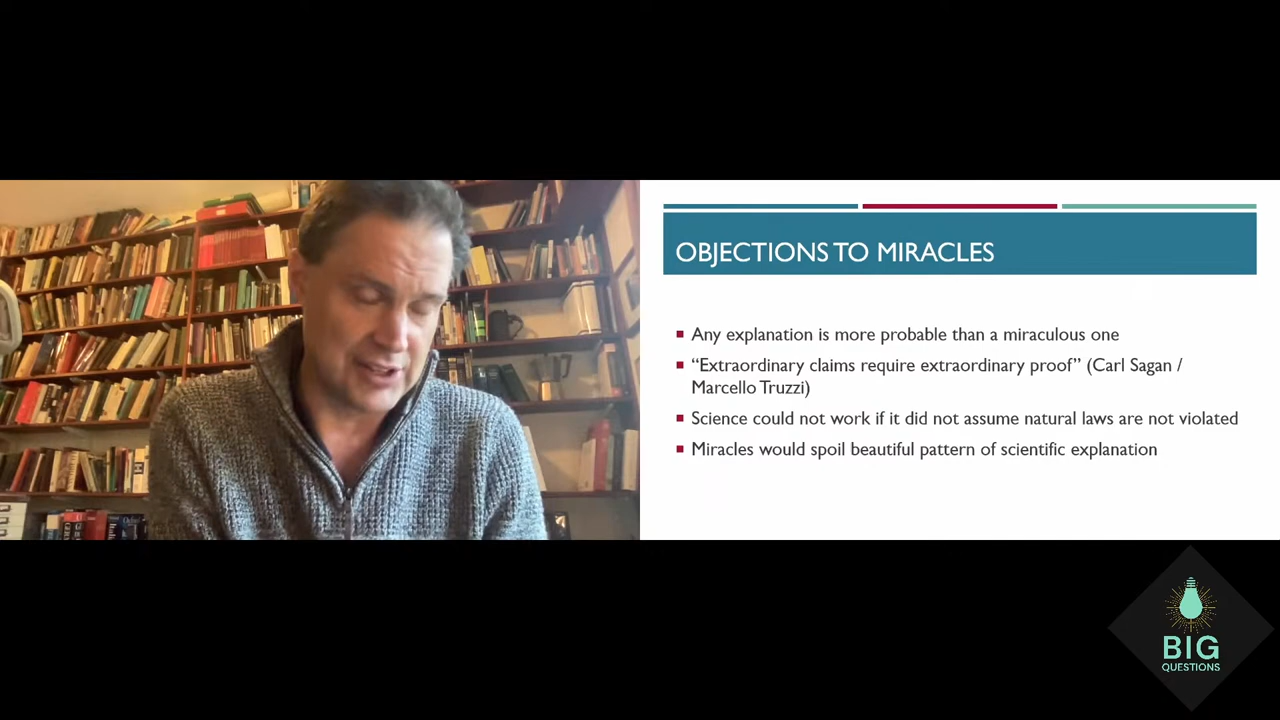 OBJECTIONS TO MIRACLES
Any explanation is more probable than a miraculous one
“Extraordinary claims require extraordinary proof” (Carl Sagan /
Marcello Truzzi)
Science could not work if it did not assume natural laws are not violated
Miracles would spoil beautiful pattern of scientific explanation
BIG
QUESTIONS